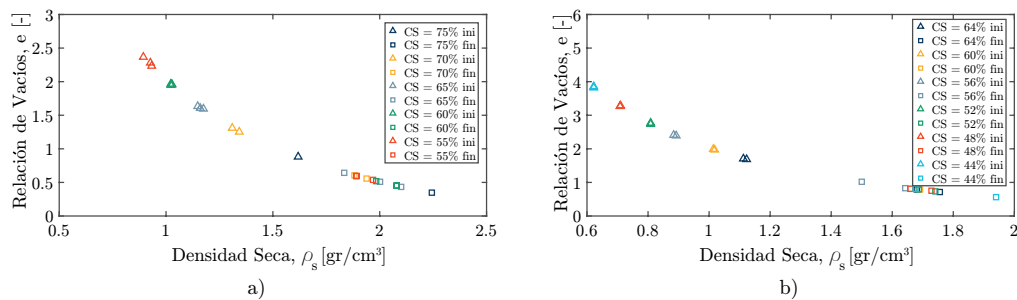 a)
b)
Relación de Vacíos, e [-]
3
2.5
2
1.5
1
0.5
0
0.5
1
1.5
2
2.5
Densidad Seca, ρs [gr/cm³]
CS = 75% ini
CS = 75% fin
CS = 70% ini
CS = 70% fin
CS = 65% ini
CS = 65% fin
CS = 60% ini
CS = 60% fin
CS = 55% ini
CS = 55% fin
a)
Relación de Vacíos, e [-]
6
5
4
3
2
1
0
0.6
0.8
1
1.2
1.4
1.6
1.8
2
Densidad Seca, ρs [gr/cm³]
CS = 64% ini
CS = 64% fin
CS = 60% ini
CS = 60% fin
CS = 56% ini
CS = 56% fin
CS = 52% ini
CS = 52% fin
CS = 48% ini
CS = 48% fin
CS = 44% ini
CS = 44% fin
b)